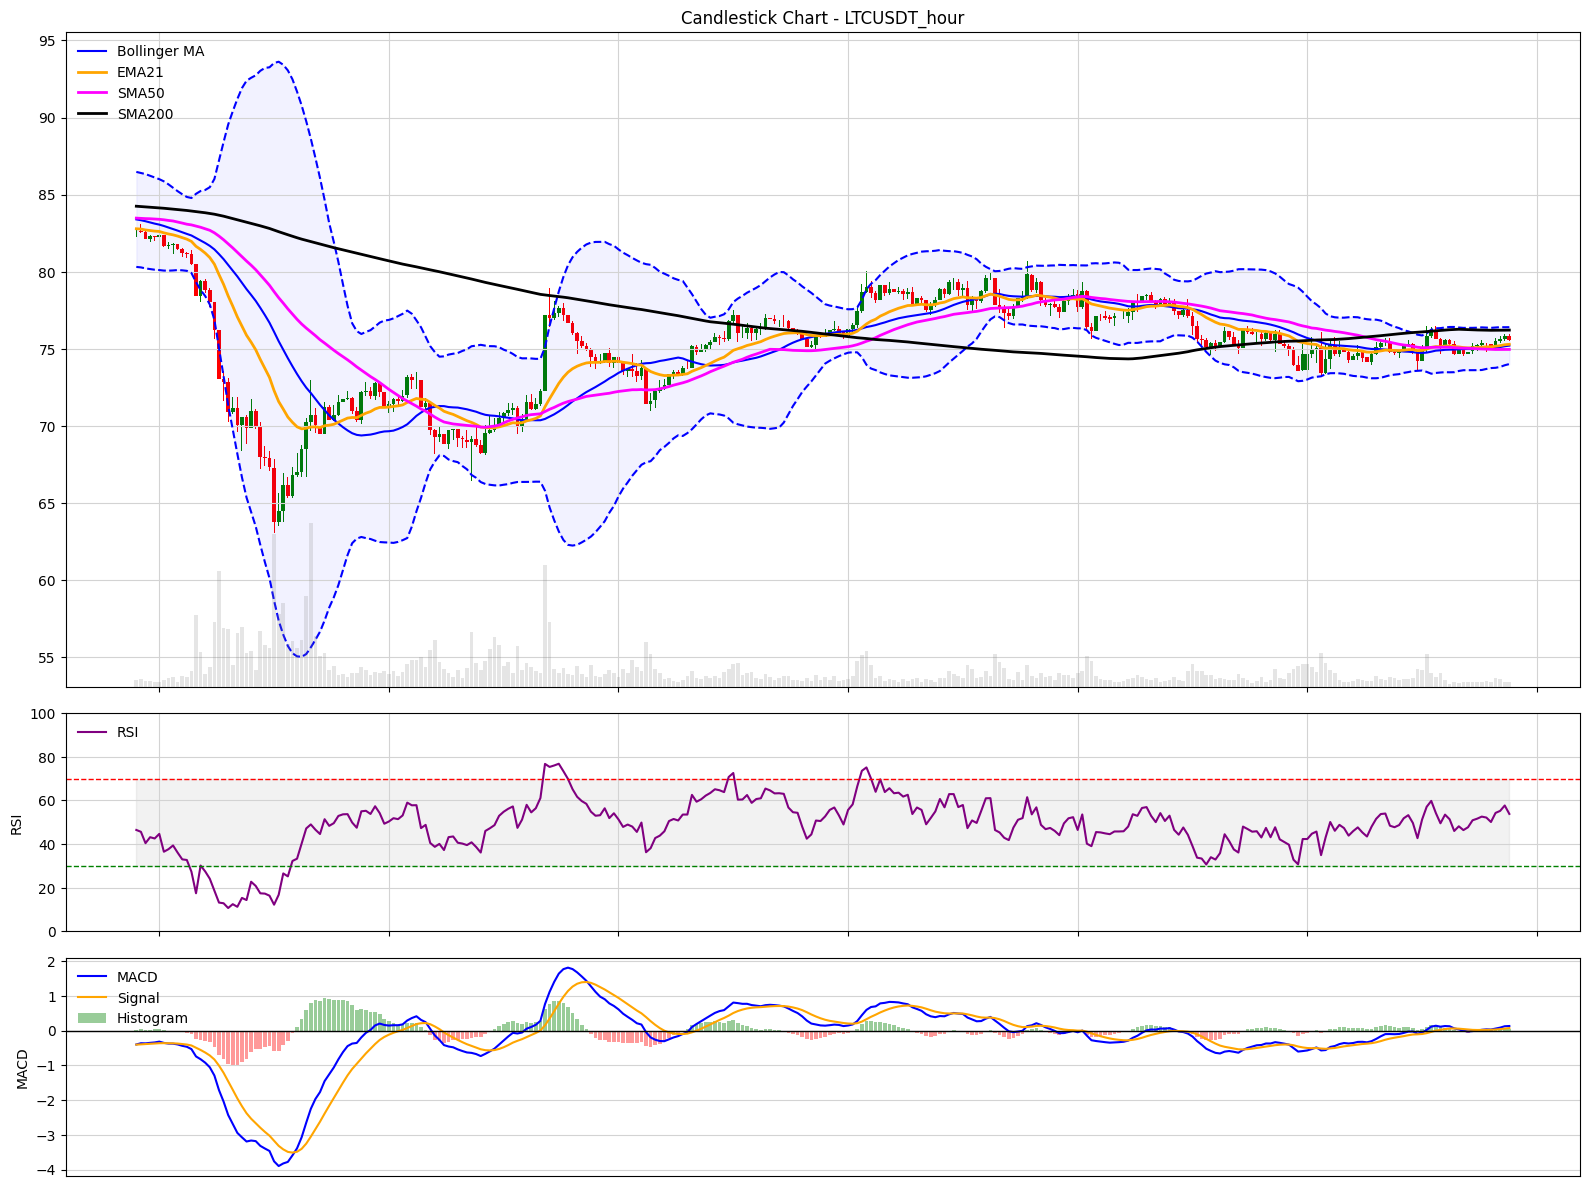 Candlestick Chart - LTCUSDT_hour
95
90
85
80
75
70
65
60
55
Bollinger MA
EMA21
SMA50
SMA200
100
80
60
40
20
0
RSI
RSI
2
1
0
−1
−2
−3
−4
MACD
MACD
Signal
Histogram